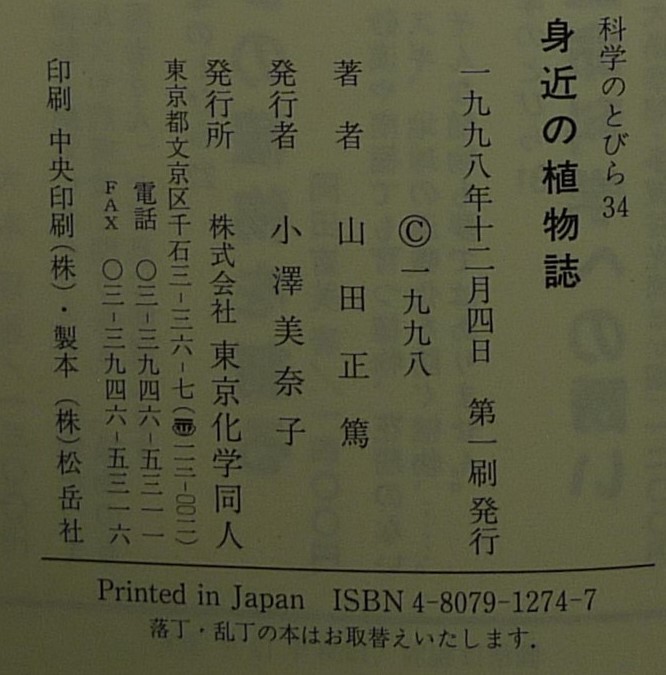 科学のとびら 34
身近の植物誌
一九九八年十二月四日 第一刷 発行
Ⓒ 一九九八
著者 山田正篤
発行者 小澤美奈子
発行所 株式会社 東京化学同人
東京都文京区千石三-三六-七(〒一一二-〇〇一一)
電話 〇三-三九四六-五三一一
FAX 〇三-三九四六-五三一六
印刷 中央印刷(株)・製本 (株)松岳社
Printed in Japan ISBN 4-8079-1274-7
落丁・乱丁の本はお取替えいたします.